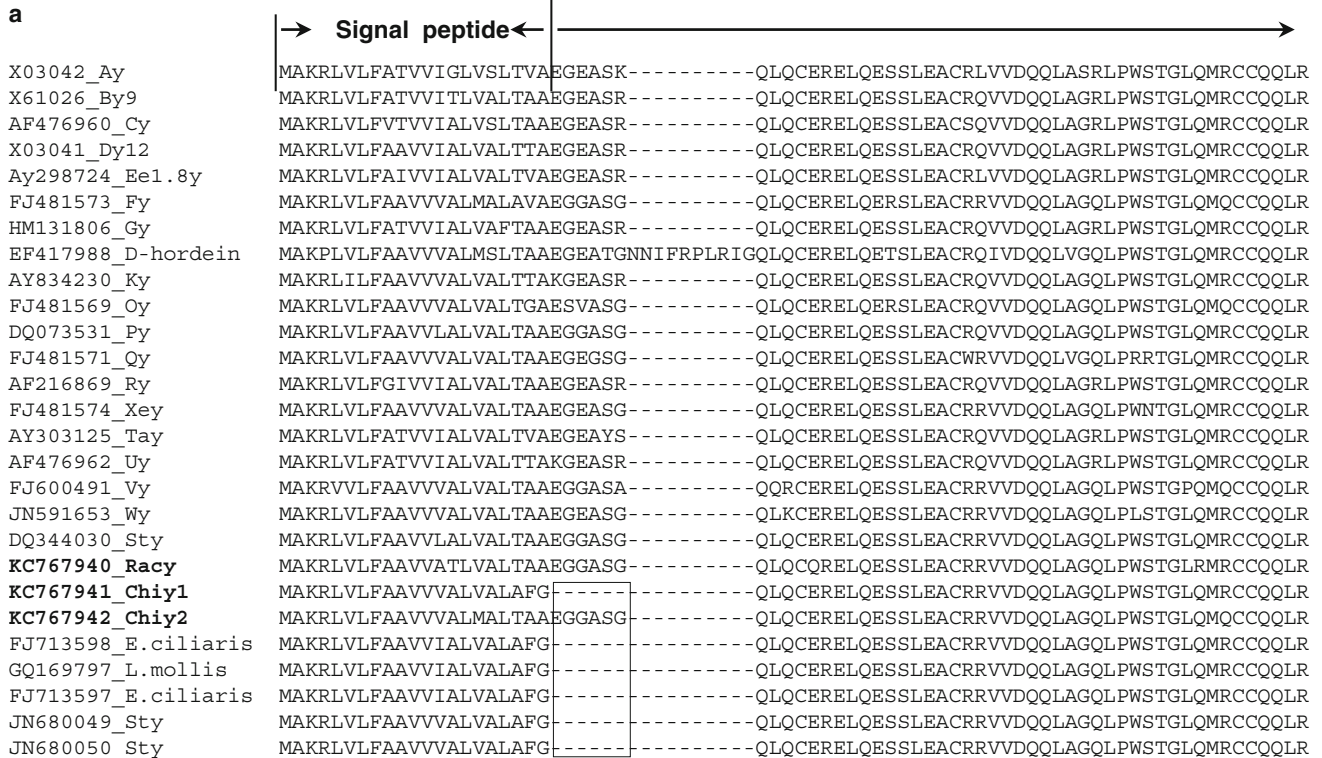 a
Signal peptide
X03042_Ay MAKRLVLFATVVIGLVSLTVAEGEASK----------QLQCERELQESSLEACRLVVDQQLASRLPWSTGLQMRCCQQLR
X61026_By9 MAKRLVLFATVVITLVALTAAEGEASR----------QLQCERELQESSLEACRQVVDQQLAGRLPWSTGLQMRCCQQLR
AF476960_Cy MAKRLVLFVTVVIALVSLTAAEGEASR----------QLQCERELQESSLEACSQVVDQQLAGRLPWSTGLQMRCCQQLR
X03041_Dy12 MAKRLVLFAAVVIALVALTTAEGEASR----------QLQCERELQESSLEACRQVVDQQLAGRLPWSTGLQMRCCQQLR
Ay298724_Ee1.8y MAKRLVLFAIVVIALVALTVAEGEASR----------QLQCERELQESSLEACRLVVDQQLAGRLPWSTGLQMRCCQQLR
FJ481573_Fy MAKRLVLFAAVVVALMALAVAEGGASG----------QLQCERELQERSLEACRRVVDQQLAGQLPWSTGLQMQCCQQLR
HM131806_Gy MAKRLVLFATVVIALVAFTAAEGEASR----------QLQCERELQESSLEACRQVVDQQLAGRLPWSTGLQMRCCQQLR
EF417988_D-hordein MAKPLVLFAAVVVALMSLTAAEGEATGNNIFRPLRIGQLQCERELQETSLEACRQIVDQQLVGQLPWSTGLQMRCCQQLR
AY834230_Ky MAKRLILFAAVVVALVALTTAKGEASR----------QLQCERELQESSLEACRQVVDQQLAGRLPWSTGLQMRCCQQLR
FJ481569_Oy MAKRLVLFAAVVVALVALTGAESVASG----------QLQCERELQERSLEACRQVVDQQLAGQLPWSTGLQMQCCQQLR
DQ073531_Py MAKRLVLFAAVVLALVALTAAEGGASG----------QLQCERELQESSLEACRQVVDQQLAGQLPWSTGLQMRCCQQLR
FJ481571_Qy MAKRLVLFAAVVVALVALTAAEGEGSG----------QLQCERELQESSLEACWRVVDQQLVGQLPRRTGLQMRCCQQLR
AF216869_Ry MAKRLVLFGIVVIALVALTAAEGEASR----------QLQCERELQESSLEACRQVVDQQLAGRLPWSTGLQMRCCQQLR
FJ481574_Xey MAKRLVLFAAVVVALVALTAAEGEASG----------QLQCERELQESSLEACRRVVDQQLAGQLPWNTGLQMRCCQQLR
AY303125_Tay MAKRLVLFATVVIALVALTVAEGEAYS----------QLQCERELQESSLEACRQVVDQQLAGRLPWSTGLQMRCCQQLR
AF476962_Uy MAKRLVLFATVVIALVALTTAKGEASR----------QLQCERELQESSLEACRQVVDQQLAGRLPWSTGLQMRCCQQLR
FJ600491_Vy MAKRVVLFAAVVVALVALTAAEGGASA----------QQRCERELQESSLEACRRVVDQQLAGQLPWSTGPQMQCCQQLR
JN591653_Wy MAKRLVLFAAVVVALVALTAAEGEASG----------QLKCERELQESSLEACRRVVDQQLAGQLPLSTGLQMRCCQQLR
DQ344030_Sty MAKRLVLFAAVVLALVALTAAEGGASG----------QLQCERELQESSLEACRQVVDQQLAGQLPWSTGLQMRCCQQLR
KC767940_Racy MAKRLVLFAAVVATLVALTAAEGGASG----------QLQCQRELQESSLEACRRVVDQQLAGQLPWSTGLRMRCCQQLR
KC767941_Chiy1 MAKRLVLFAAVVIALVALAFG----------------QLQCERELQESSLEACRRVVDQQLAGQLPWSTGLQMRCCQQLR
KC767942_Chiy2 MAKRLVLFAAVVVALMALTAAEGGASG----------QLQCERELQESSLEACRRVVDQQLAGQLPWSTGLQMQCCQQLR
FJ713598_E.ciliaris MAKRLVLFAAVVIALVALAFG----------------QLQCERELQESSLEACRRVVDQQLAGQLPWSTGLQMRCCQQLR
GQ169797_L.mollis MAKRLVLFAAVVIALVALAFG----------------QLQCERELQESSLEACRRVVDQQLAGQLPWSTGLQMRCCQQLR
FJ713597_E.ciliaris MAKRLVLFAAVVIALVALAFG----------------QLQCERELQESSLEACRRVVDQQLAGQLPWSTGLQMRCCQQLR
JN680049_Sty MAKRLVLFAAVVVALVALAFG----------------QLQCERELQESSLEACRRVVDQQLAGQLPWSTGLQMRCCQQLR
JN680050_Sty MAKRLVLFAAVVVALVALAFG----------------QLQCERELQESSLEACRRVVDQQLAGQLPWSTGLQMRCCQQLR